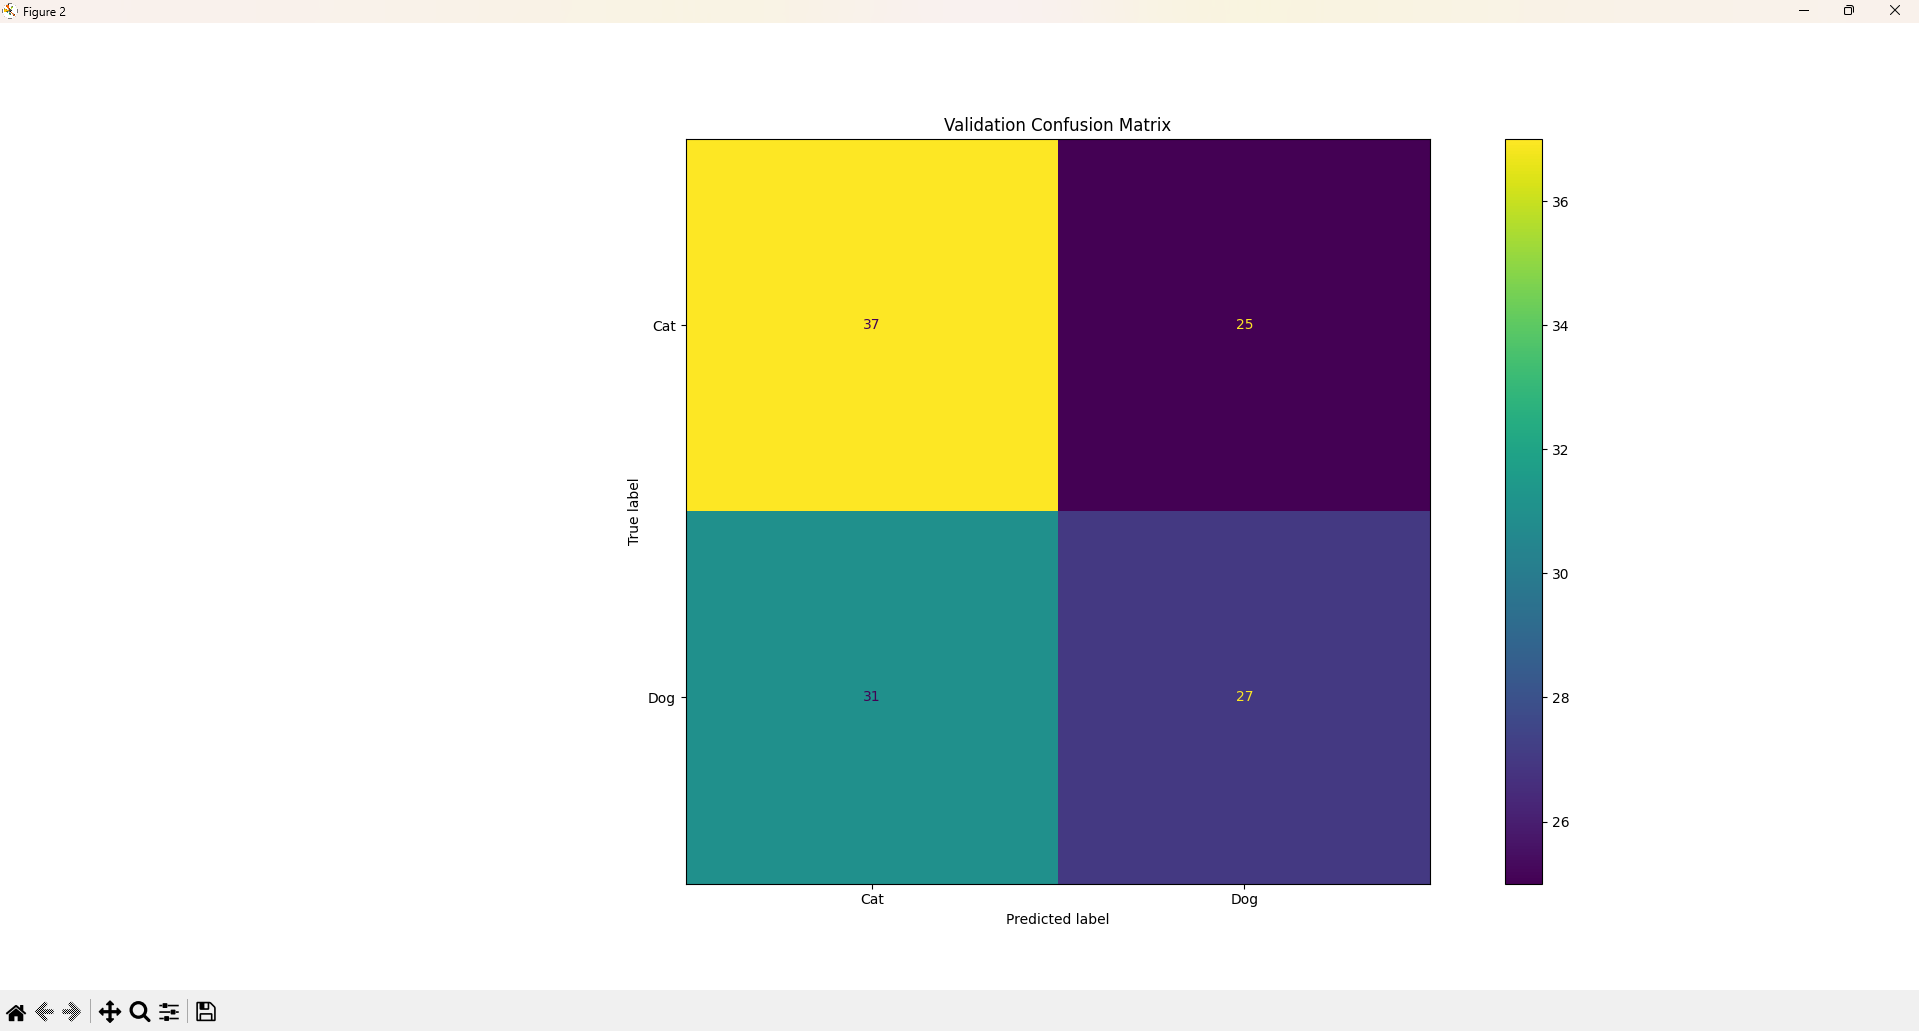 Figure 2
Validation Confusion Matrix
True label
Cat
37
25
Dog
31
27
Cat
Dog
Predicted label
36
34
32
30
28
26